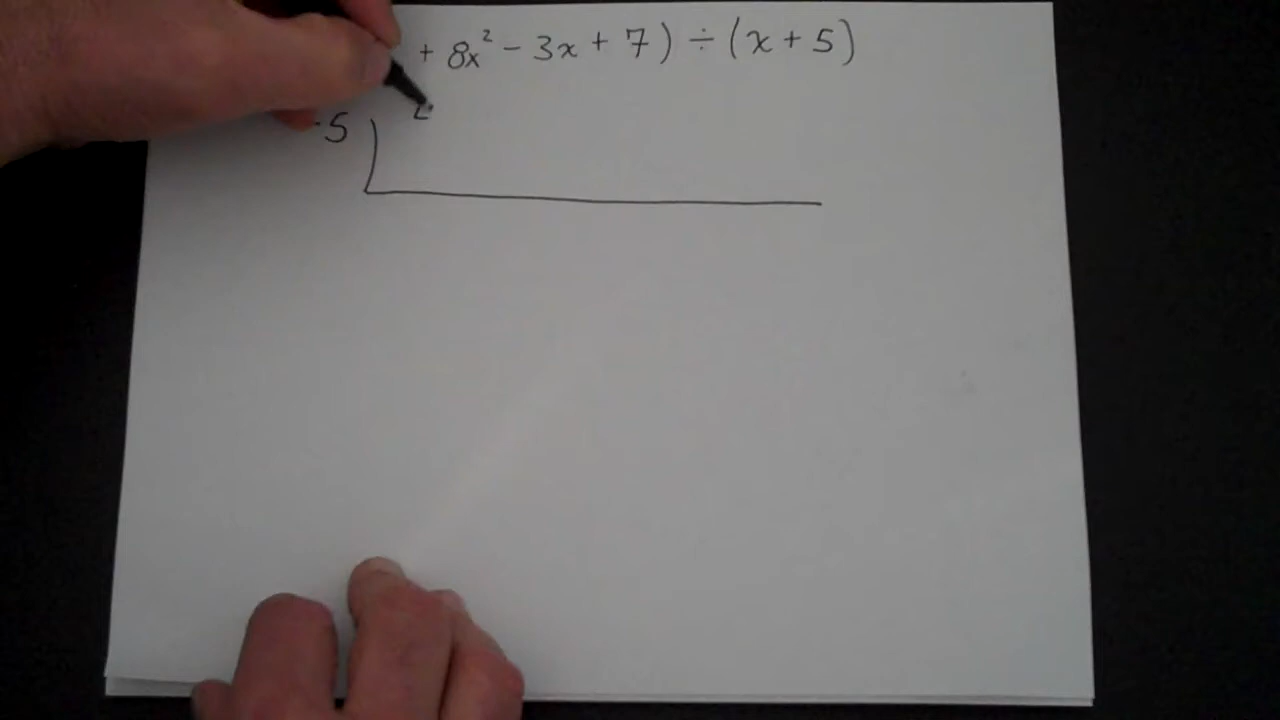 + 8x² - 3x + 7) ÷ (x + 5)
-5